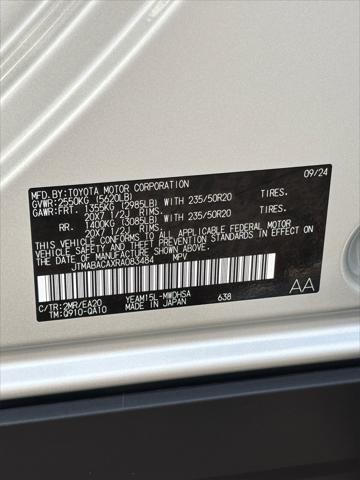 MFD.BY:TOYOTA MOTOR CORPORATION 09/24
GVWR:2550KG (5620LB)
GAWR:FRT. 1355KG (2985LB) WITH 235/50R20 TIRES.
20X7 1/2J RIMS.
RR. 1400KG (3085LB) WITH 235/50R20 TIRES.
20X7 1/2J RIMS.
THIS VEHICLE CONFORMS TO ALL APPLICABLE FEDERAL MOTOR VEHICLE
SAFETY AND THEFT PREVENTION STANDARDS IN EFFECT ON THE DATE
OF MANUFACTURE SHOWN ABOVE.
JTMABACAXRA083484 MPV
C/TR:2MR/EA20 YEAM15L-MWDHSA 638 AA
TM:Q910-QA10 MADE IN JAPAN